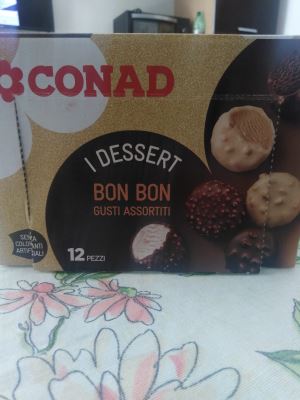 CONAD
I DESSERT
BON BON
GUSTI ASSORTITI
12 PEZZI
SENZA
COLORANTI
ARTIFICIALI